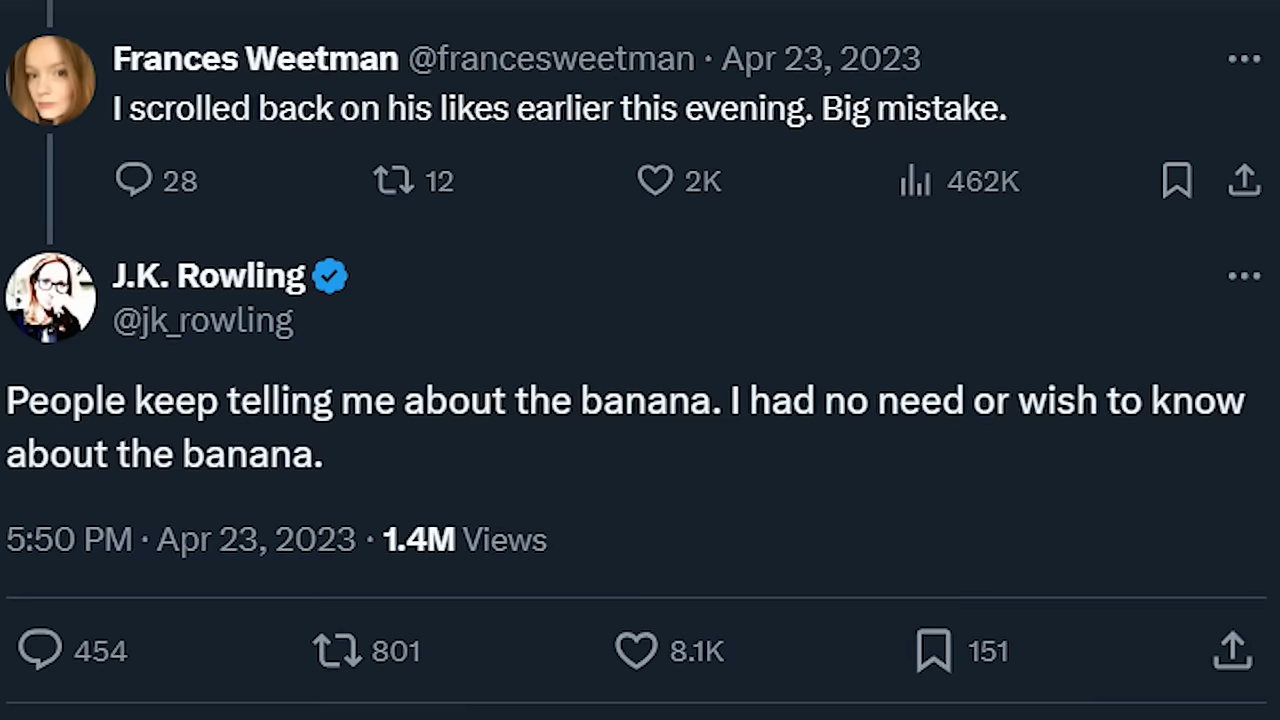 Frances Weetman @francesweetman · Apr 23, 2023
I scrolled back on his likes earlier this evening. Big mistake.
28 12 2K 462K
J.K. Rowling
@jk_rowling
People keep telling me about the banana. I had no need or wish to know
about the banana.
5:50 PM · Apr 23, 2023 · 1.4M Views
454 801 8.1K 151